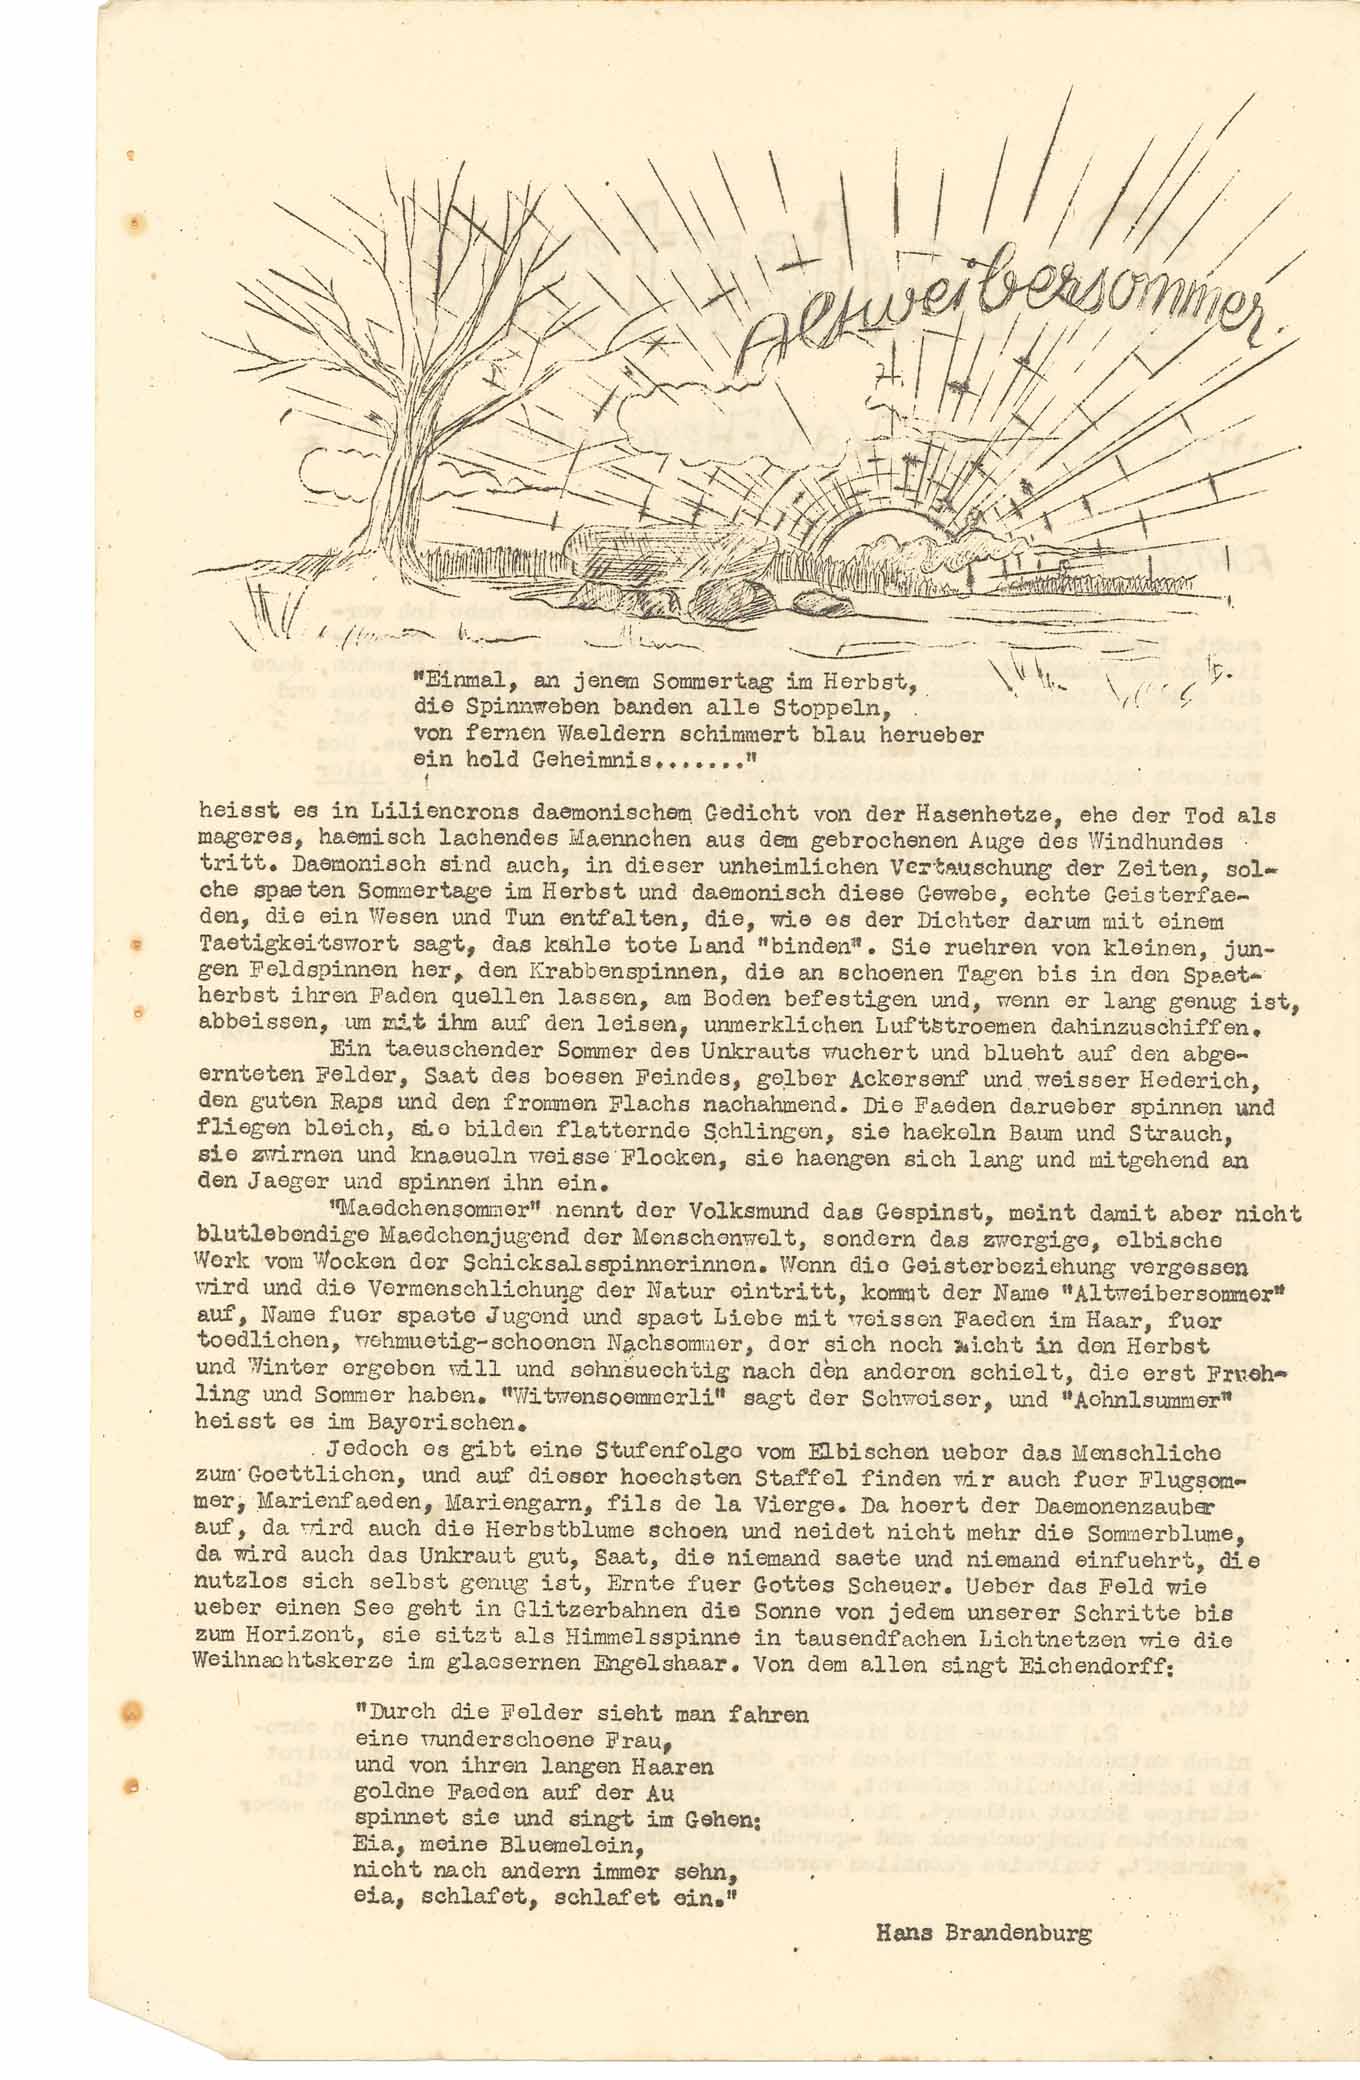 Altweibersommer.
"Einmal, an jenem Sommertag im Herbst,
die Spinnweben banden alle Stoppeln,
von fernen Waeldern schimmert blau herueber
ein hold Geheimnis......."
heisst es in Liliencrons daemonischem Gedicht von der Hasenhetze, ehe der Tod als
mageres, haemisch lachendes Maennchen aus dem gebrochenen Auge des Windhundes
tritt. Daemonisch sind auch, in dieser unheimlichen Vertauschung der Zeiten, sol-
che spaeten Sommertage im Herbst und daemonisch diese Gewebe, echte Geisterfae-
den, die ein Wesen und Tun entfalten, die, wie es der Dichter darum mit einem
Taetigkeitswort sagt, das kahle tote Land "binden". Sie ruehren von kleinen, jun-
gen Feldspinnen her, den Krabbenspinnen, die an schoenen Tagen bis in den Spaet-
herbst ihren Faden quellen lassen, am Boden befestigen und, wenn er lang genug ist,
abbeissen, um mit ihm auf den leisen, unmerklichen Luftstroemen dahinzuschiffen.
Ein taeuschender Sommer des Unkrauts wuchert und blueht auf den abge-
ernteten Felder, Saat des boesen Feindes, gelber Ackersenf und weisser Hederich,
den guten Raps und den frommen Flachs nachahmend. Die Faeden darueber spinnen und
fliegen bleich, sie bilden flatternde Schlingen, sie haekeln Baum und Strauch,
sie zwirnen und knaeueln weisse Flocken, sie haengen sich lang und mitgehend an
den Jaeger und spinnen ihn ein.
"Maedchensommer" nennt der Volksmund das Gespinst, meint damit aber nicht
blutlebendige Maedchenjugend der Menschenwelt, sondern das zwergige, elbische
Werk vom Wocken der Schicksalsspinnerinnen. Wenn die Geisterbeziehung vergessen
wird und die Vermenschlichung der Natur eintritt, kommt der Name "Altweibersommer"
auf, Name fuer spaete Jugend und spaet Liebe mit weissen Faeden im Haar, fuer
toedlichen, wehmuetig-schoenen Nachsommer, der sich noch nicht in den Herbst
und Winter ergeben will und sehnsuechtig nach den anderen schielt, die erst Frueh-
ling und Sommer haben. "Witwensoemmerli" sagt der Schweiser, und "Aehnlsummer"
heisst es im Bayerischen.
Jedoch es gibt eine Stufenfolge vom Elbischen ueber das Menschliche
zum Goettlichen, und auf dieser hoechsten Staffel finden wir auch fuer Flugsom-
mer, Marienfaeden, Mariengarn, fils de la Vierge. Da hoert der Daemonenzauber
auf, da wird auch die Herbstblume schoen und neidet nicht mehr die Sommerblume,
da wird auch das Unkraut gut, Saat, die niemand saete und niemand einfuehrt, die
nutzlos sich selbst genug ist, Ernte fuer Gottes Scheuer. Ueber das Feld wie
ueber einen See geht in Glitzerbahnen die Sonne von jedem unserer Schritte bis
zum Horizont, sie sitzt als Himmelsspinne in tausendfachen Lichtnetzen wie die
Weihnachtskerze im glaesernen Engelshaar. Von dem allen singt Eichendorff:
"Durch die Felder sieht man fahren
eine wunderschoene Frau,
und von ihren langen Haaren
goldne Faeden auf der Au
spinnet sie und singt im Gehen:
Eia, meine Bluemelein,
nicht nach andern immer sehn,
eia, schlafet, schlafet ein."
Hans Brandenburg